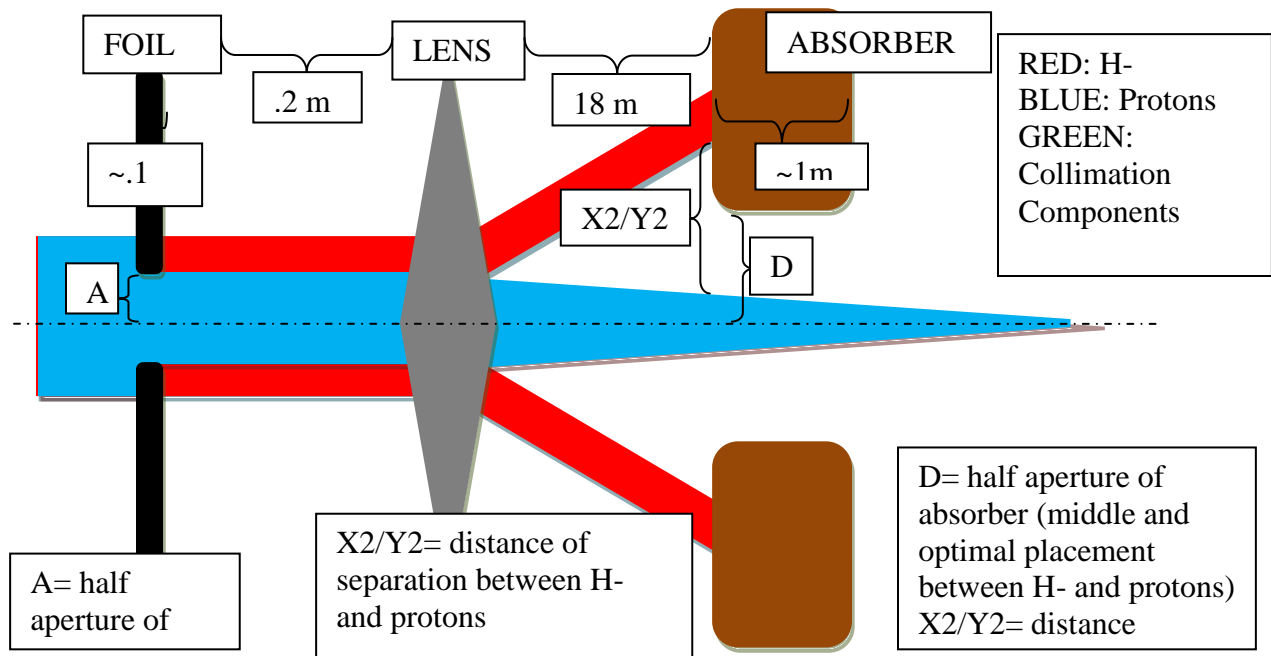 FOIL
LENS
ABSORBER
.2 m
18 m
RED: H-
BLUE: Protons
GREEN:
Collimation
Components
~.1
~1m
X2/Y2
A
D
A= half
aperture of
X2/Y2= distance of
separation between H-
and protons
D= half aperture of
absorber (middle and
optimal placement
between H- and protons)
X2/Y2= distance